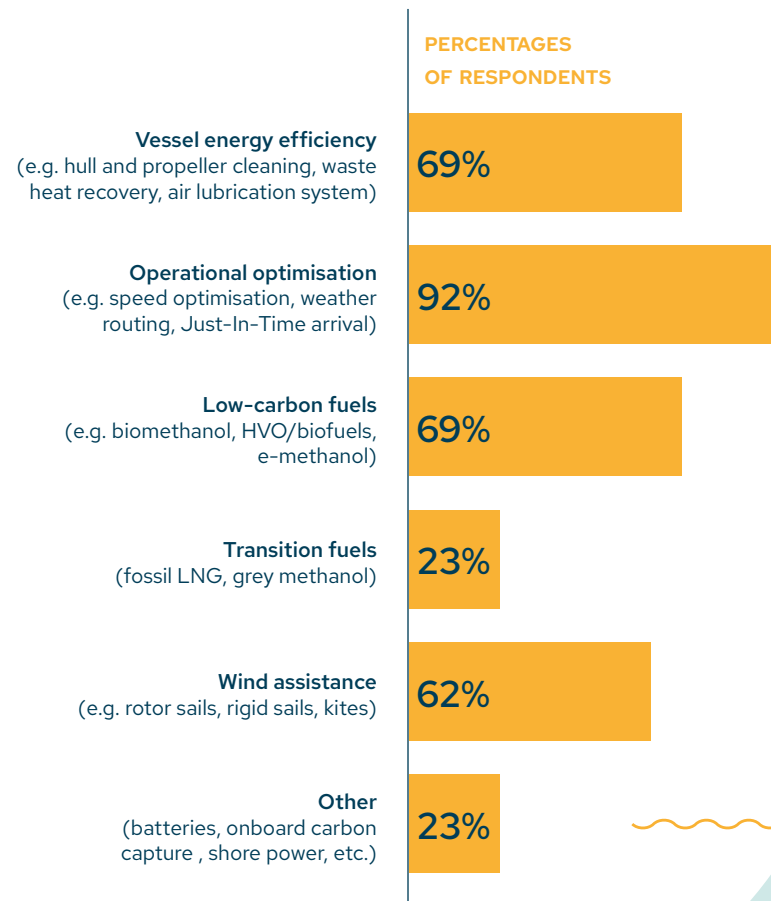 PERCENTAGES
OF RESPONDENTS
Vessel energy efficiency
(e.g. hull and propeller cleaning, waste
heat recovery, air lubrication system)
69%
Operational optimisation
(e.g. speed optimisation, weather
routing, Just-In-Time arrival)
92%
Low-carbon fuels
(e.g. biomethanol, HVO/biofuels,
e-methanol)
69%
Transition fuels
(fossil LNG, grey methanol)
23%
Wind assistance
(e.g. rotor sails, rigid sails, kites)
62%
Other
(batteries, onboard carbon
capture , shore power, etc.)
23%